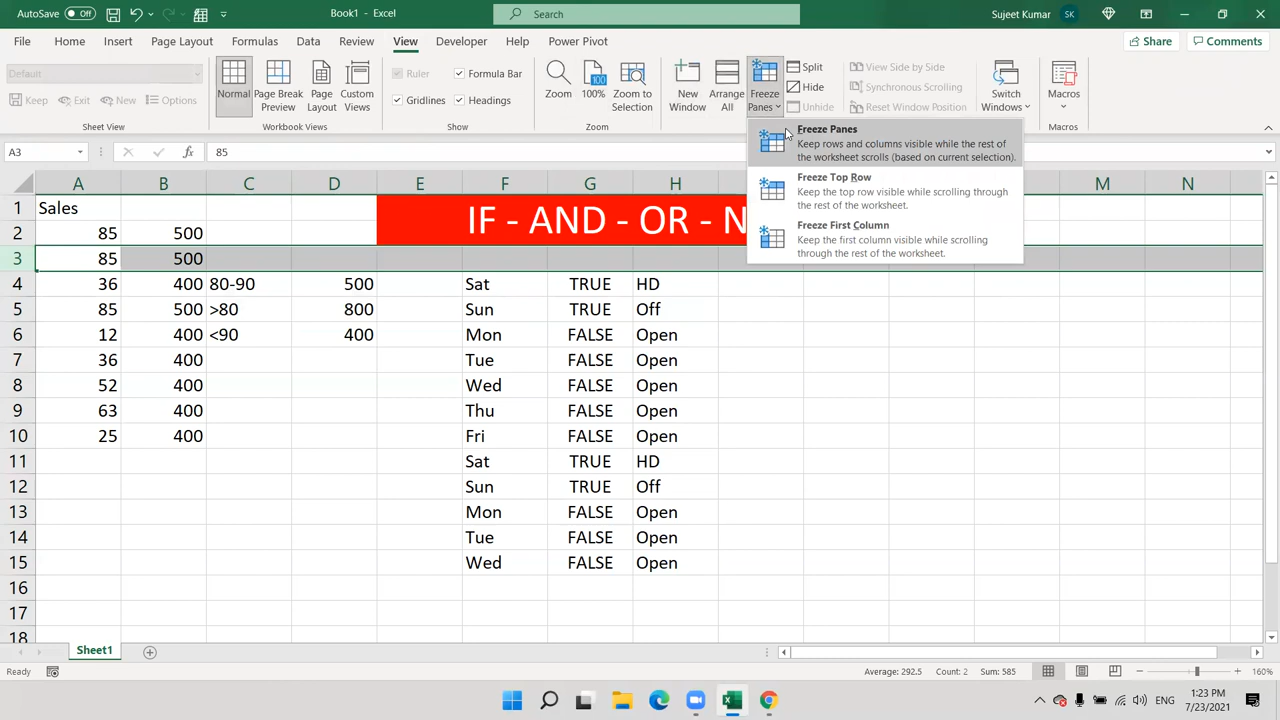 AutoSave Off Book1 - Excel Search Sujeet Kumar SK
File Home Insert Page Layout Formulas Data Review View Developer Help Power Pivot Share Comments
Default
Keep Exit New Options
Sheet View
Normal
Page Break Preview
Page Layout
Custom Views
Workbook Views
Ruler Formula Bar
Gridlines Headings
Show
Zoom
100%
Zoom to Selection
Zoom
New Window
Arrange All
Freeze Panes
Split
Hide
Unhide
View Side by Side
Synchronous Scrolling
Reset Window Position
Switch Windows
Macros
Macros
Freeze Panes
Keep rows and columns visible while the rest of
the worksheet scrolls (based on current selection).
Freeze Top Row
Keep the top row visible while scrolling through
the rest of the worksheet.
Freeze First Column
Keep the first column visible while scrolling
through the rest of the worksheet.
A3 fx 85
A B C D E F G H M N
1 Sales
IF - AND - OR - N
2 85 500
3 85 500
4 36 400 80-90 500 Sat TRUE HD
5 85 500 >80 800 Sun TRUE Off
6 12 400 <90 400 Mon FALSE Open
7 36 400 Tue FALSE Open
8 52 400 Wed FALSE Open
9 63 400 Thu FALSE Open
10 25 400 Fri FALSE Open
11 Sat TRUE HD
12 Sun TRUE Off
13 Mon FALSE Open
14 Tue FALSE Open
15 Wed FALSE Open
16
17
18
Sheet1
Ready Average: 292.5 Count: 2 Sum: 585 160%
ENG 1:23 PM
7/23/2021